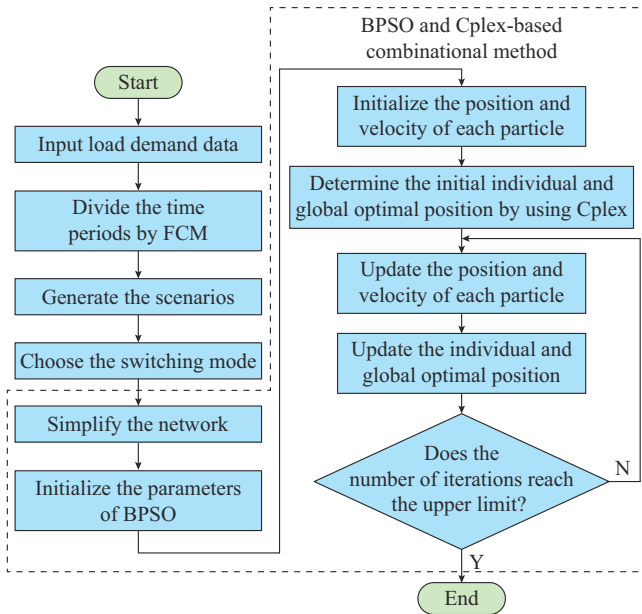 BPSO and Cplex-based
combinational method
Start
Input load demand data
Divide the time
periods by FCM
Generate the scenarios
Choose the switching mode
Simplify the network
Initialize the parameters
of BPSO
Initialize the position and
velocity of each particle
Determine the initial individual and
global optimal position by using Cplex
Update the position and
velocity of each particle
Update the individual and
global optimal position
Does the
number of iterations reach
the upper limit?
N
Y
End